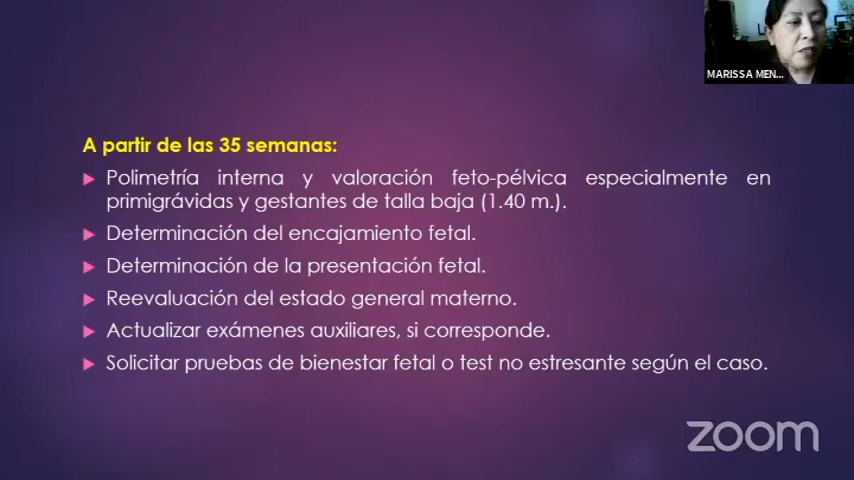 MARISSA MEN...
A partir de las 35 semanas:
Polimetría interna y valoración feto-pélvica especialmente en
primigrávidas y gestantes de talla baja (1.40 m.).
Determinación del encajamiento fetal.
Determinación de la presentación fetal.
Reevaluación del estado general materno.
Actualizar exámenes auxiliares, si corresponde.
Solicitar pruebas de bienestar fetal o test no estresante según el caso.
zoom